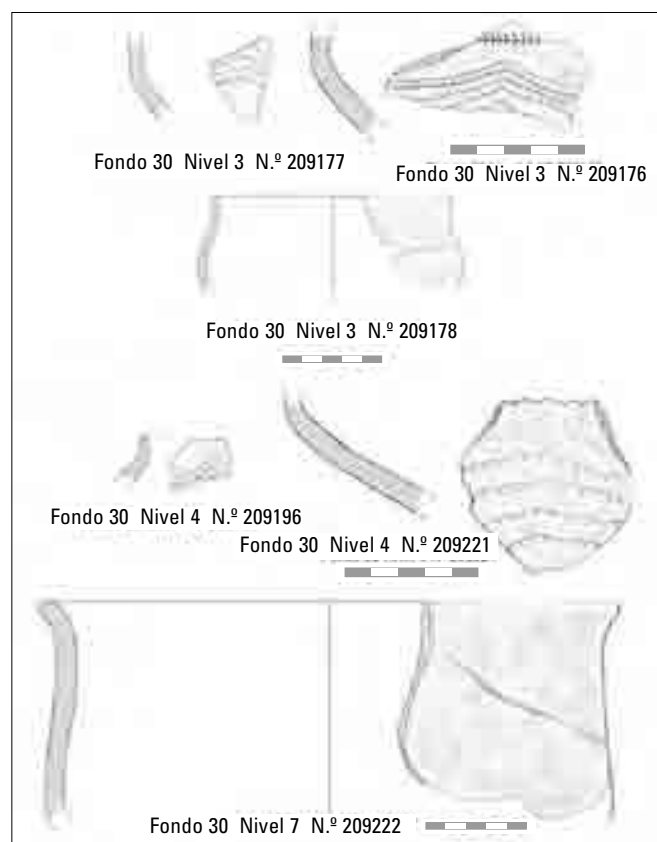 Fondo 30 Nivel 3 N.º 209177
Fondo 30 Nivel 3 N.º 209176
Fondo 30 Nivel 3 N.º 209178
Fondo 30 Nivel 4 N.º 209196
Fondo 30 Nivel 4 N.º 209221
Fondo 30 Nivel 7 N.º 209222